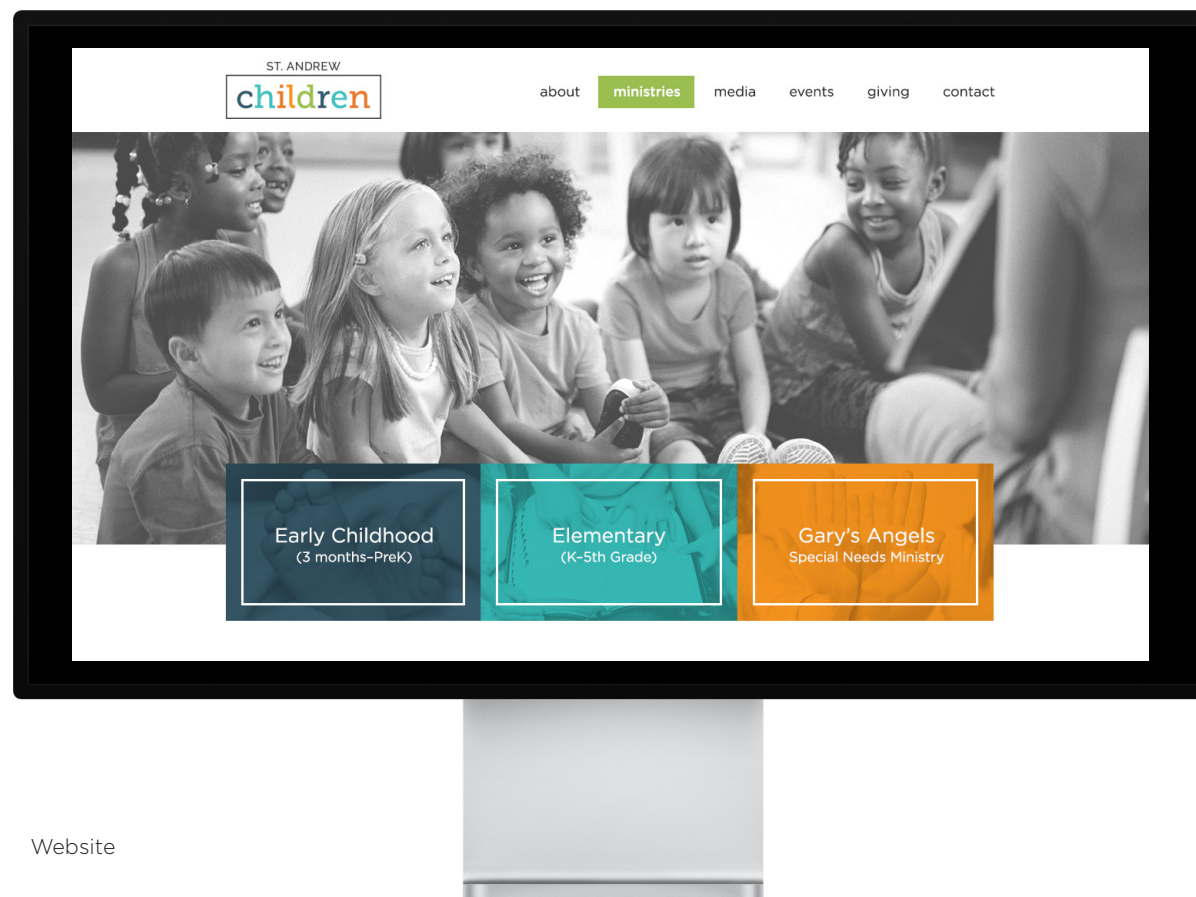 ST. ANDREW
children
about ministries media events giving contact
Early Childhood
(3 months–PreK)
Elementary
(K–5th Grade)
Gary’s Angels
Special Needs Ministry
Website